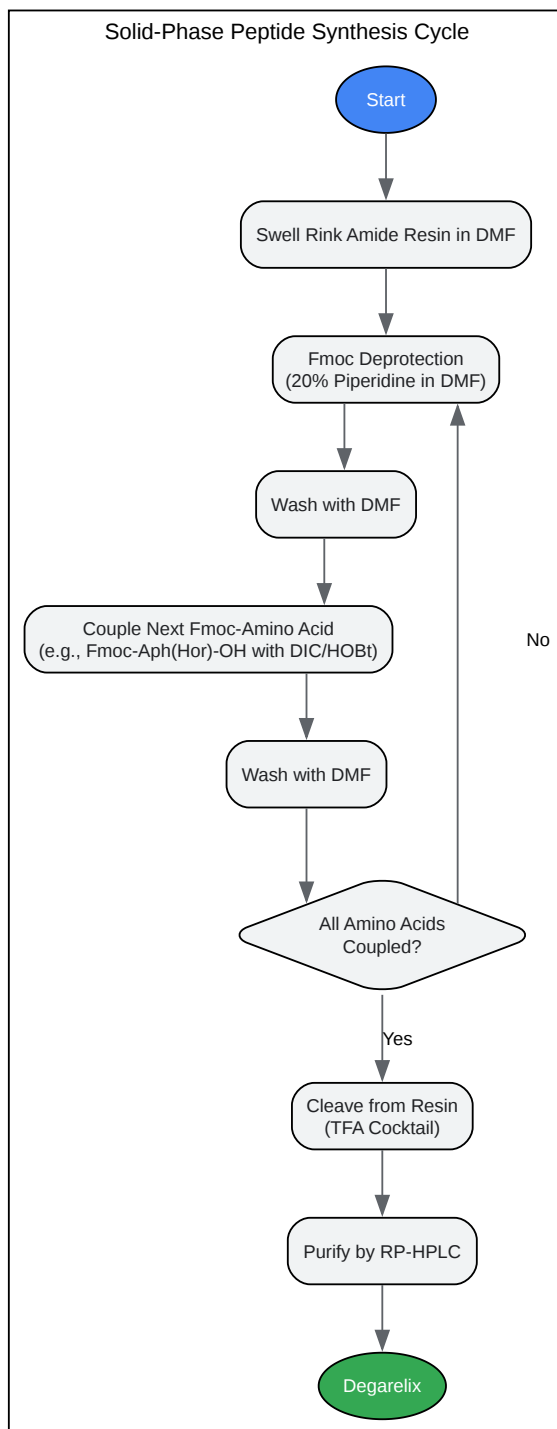 Solid-Phase Peptide Synthesis Cycle
Start
Swell Rink Amide Resin in DMF
Fmoc Deprotection
(20% Piperidine in DMF)
Wash with DMF
Couple Next Fmoc-Amino Acid
(e.g., Fmoc-Aph(Hor)-OH with DIC/HOBt)
No
Wash with DMF
All Amino Acids
Coupled?
Yes
Cleave from Resin
(TFA Cocktail)
Purify by RP-HPLC
Degarelix